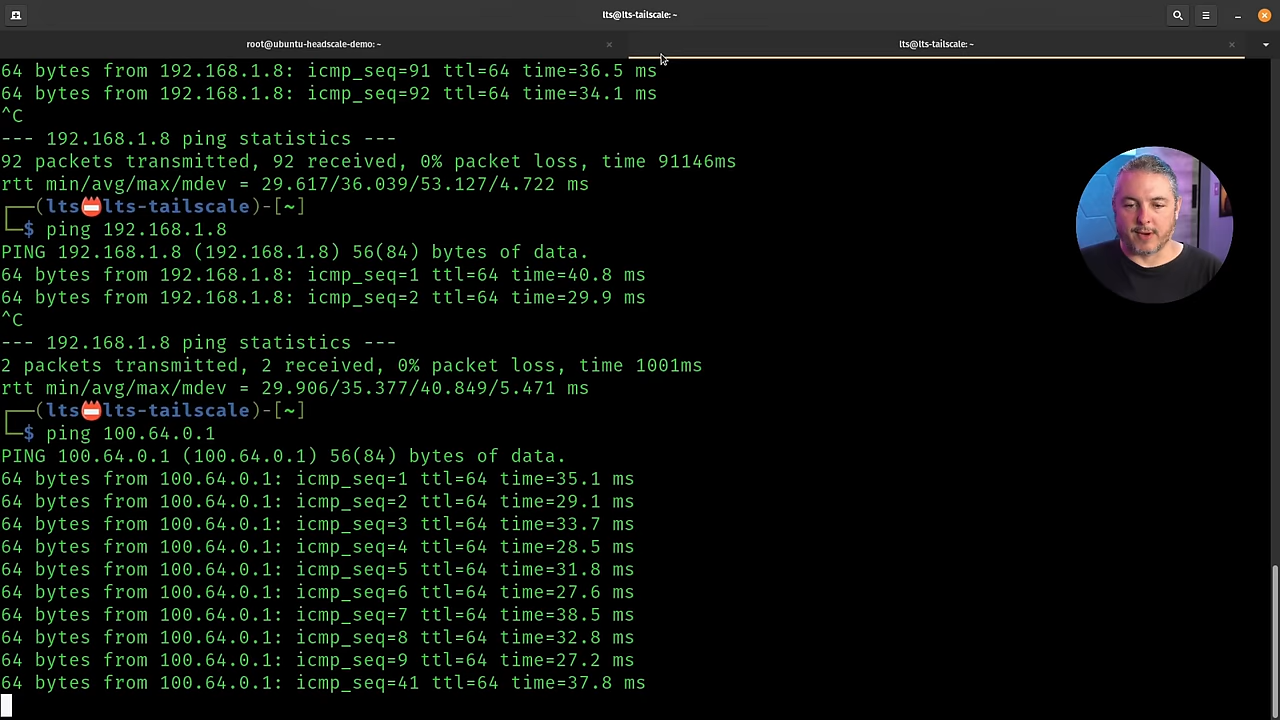 lts@lts-tailscale: ~
root@ubuntu-headscale-demo: ~
lts@lts-tailscale: ~
64 bytes from 192.168.1.8: icmp_seq=91 ttl=64 time=36.5 ms
64 bytes from 192.168.1.8: icmp_seq=92 ttl=64 time=34.1 ms
^C
--- 192.168.1.8 ping statistics ---
92 packets transmitted, 92 received, 0% packet loss, time 91146ms
rtt min/avg/max/mdev = 29.617/36.039/53.127/4.722 ms
┌──(lts📛lts-tailscale)-[~]
└─$ ping 192.168.1.8
PING 192.168.1.8 (192.168.1.8) 56(84) bytes of data.
64 bytes from 192.168.1.8: icmp_seq=1 ttl=64 time=40.8 ms
64 bytes from 192.168.1.8: icmp_seq=2 ttl=64 time=29.9 ms
^C
--- 192.168.1.8 ping statistics ---
2 packets transmitted, 2 received, 0% packet loss, time 1001ms
rtt min/avg/max/mdev = 29.906/35.377/40.849/5.471 ms
┌──(lts📛lts-tailscale)-[~]
└─$ ping 100.64.0.1
PING 100.64.0.1 (100.64.0.1) 56(84) bytes of data.
64 bytes from 100.64.0.1: icmp_seq=1 ttl=64 time=35.1 ms
64 bytes from 100.64.0.1: icmp_seq=2 ttl=64 time=29.1 ms
64 bytes from 100.64.0.1: icmp_seq=3 ttl=64 time=33.7 ms
64 bytes from 100.64.0.1: icmp_seq=4 ttl=64 time=28.5 ms
64 bytes from 100.64.0.1: icmp_seq=5 ttl=64 time=31.8 ms
64 bytes from 100.64.0.1: icmp_seq=6 ttl=64 time=27.6 ms
64 bytes from 100.64.0.1: icmp_seq=7 ttl=64 time=38.5 ms
64 bytes from 100.64.0.1: icmp_seq=8 ttl=64 time=32.8 ms
64 bytes from 100.64.0.1: icmp_seq=9 ttl=64 time=27.2 ms
64 bytes from 100.64.0.1: icmp_seq=41 ttl=64 time=37.8 ms